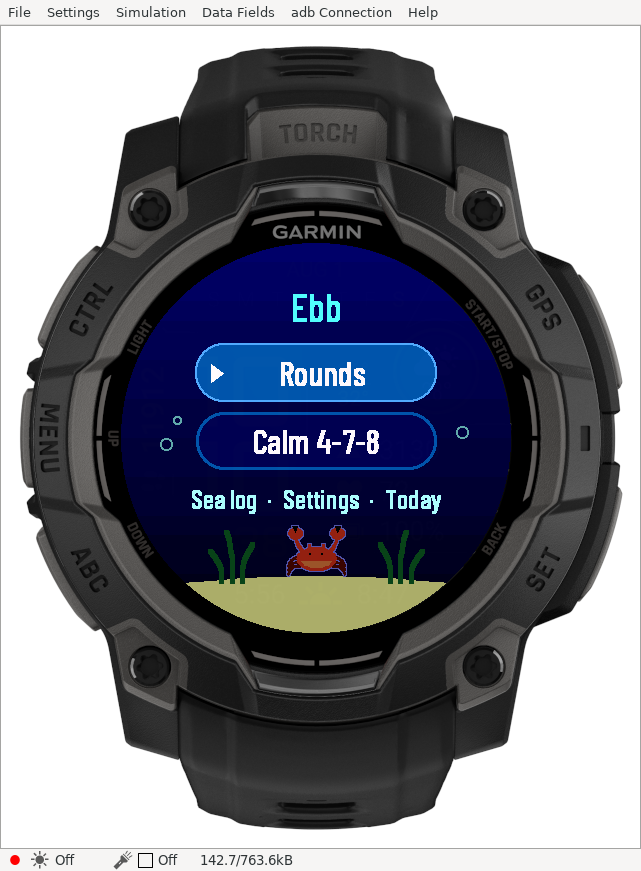 File Settings Simulation Data Fields adb Connection Help
TORCH
GARMIN
CTRL
LIGHT
START/STOP
GPS
Ebb
Rounds
MENU
UP
Calm 4-7-8
Sea log · Settings · Today
ABC
DOWN
BACK
SET
Off
Off
142.7/763.6kB